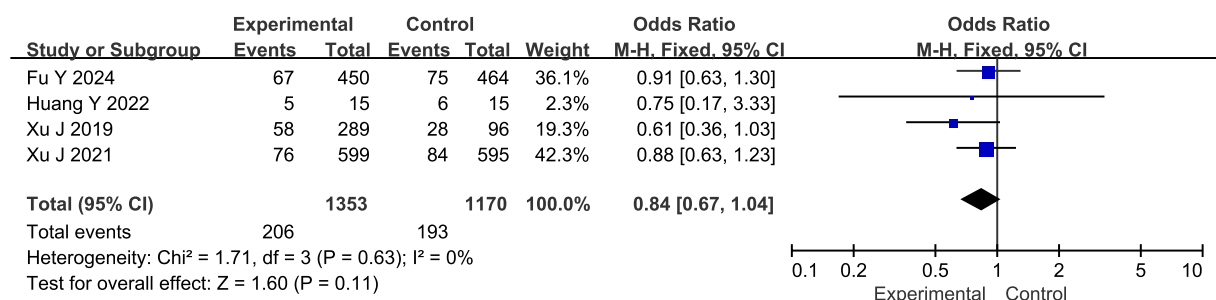 Experimental Control Odds Ratio Odds Ratio
Study or Subgroup Events Total Events Total Weight M-H, Fixed, 95% CI M-H, Fixed, 95% CI
Fu Y 2024 67 450 75 464 36.1% 0.91 [0.63, 1.30]
Huang Y 2022 5 15 6 15 2.3% 0.75 [0.17, 3.33]
Xu J 2019 58 289 28 96 19.3% 0.61 [0.36, 1.03]
Xu J 2021 76 599 84 595 42.3% 0.88 [0.63, 1.23]
Total (95% CI) 1353 1170 100.0% 0.84 [0.67, 1.04]
Total events 206 193
Heterogeneity: Chi² = 1.71, df = 3 (P = 0.63); I² = 0%
Test for overall effect: Z = 1.60 (P = 0.11)
0.1 0.2 0.5 1 2 5 10
Experimental Control